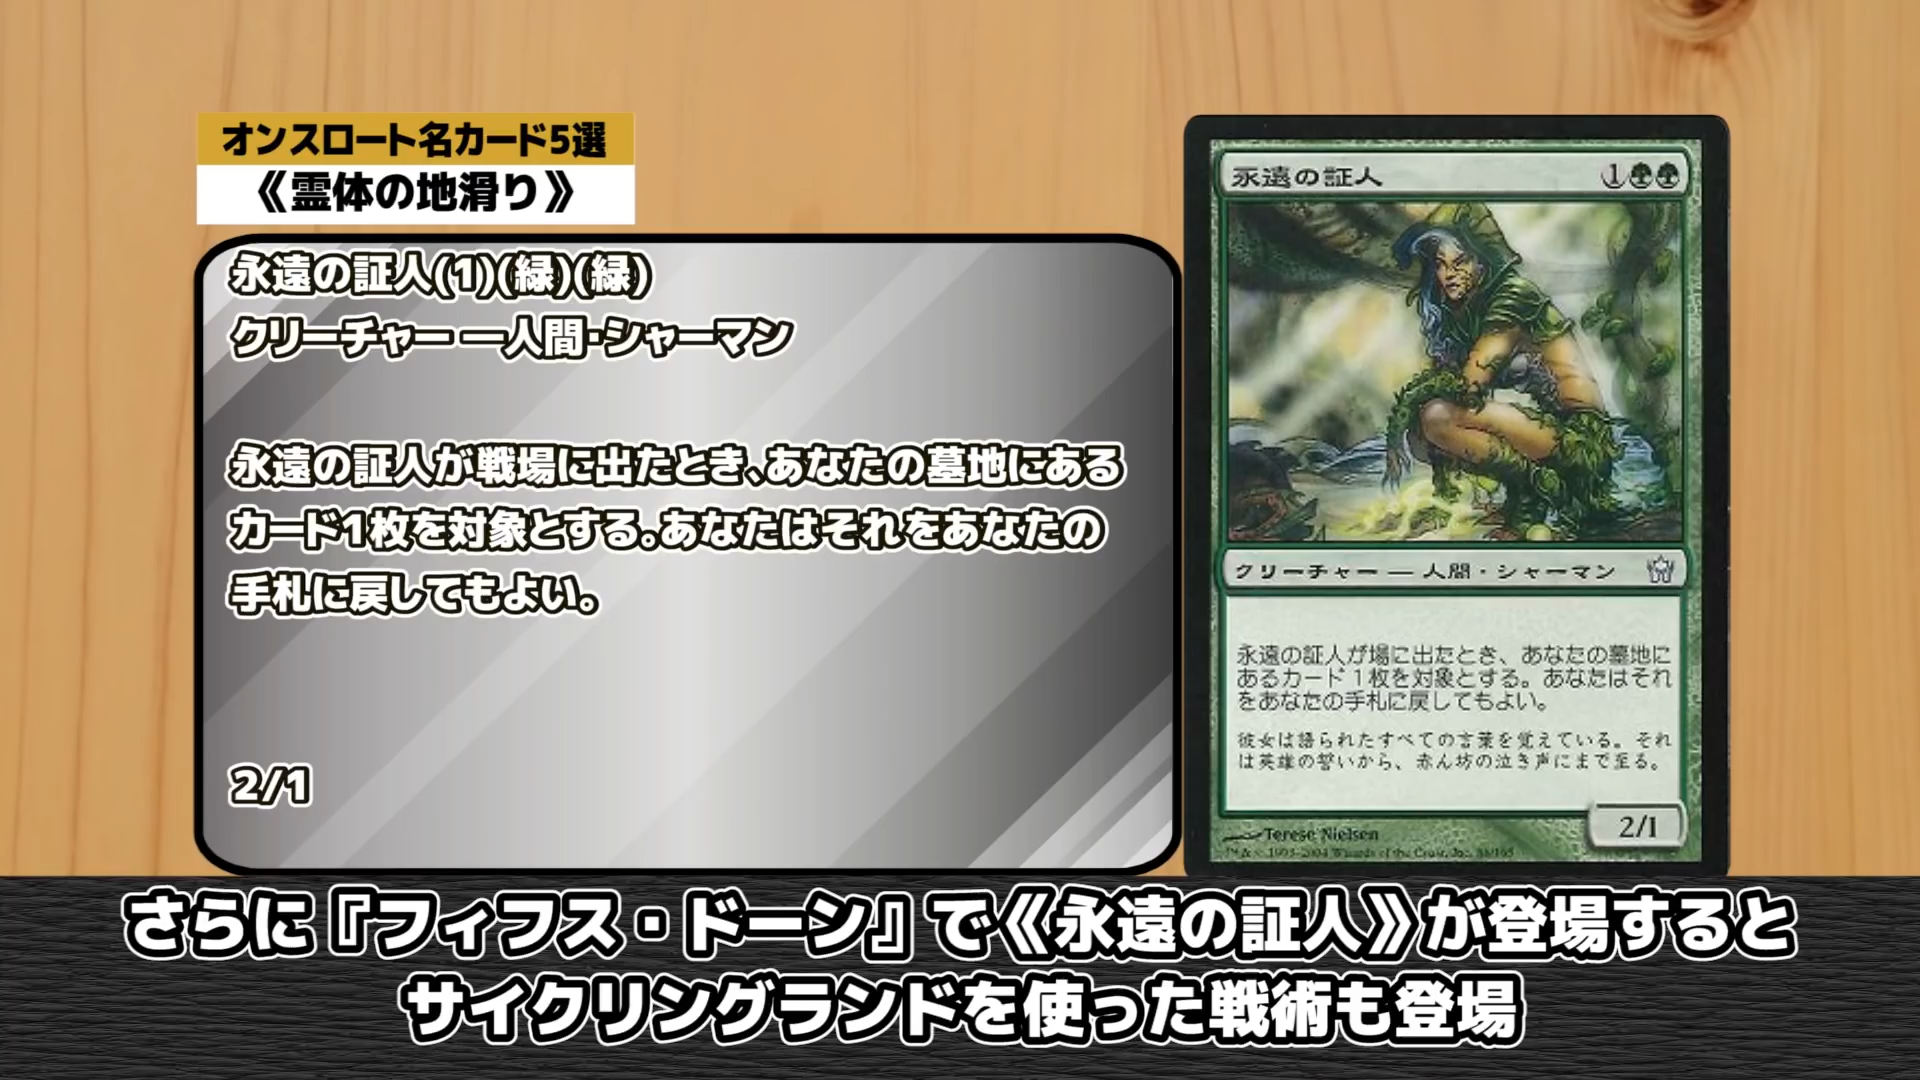 オンスロート名カード5選
《霊体の地滑り》
永遠の証人(1)(緑)(緑)
クリーチャー ―人間・シャーマン
永遠の証人が戦場に出たとき、あなたの墓地にある
カード1枚を対象とする。あなたはそれをあなたの
手札に戻してもよい。
2/1
永遠の証人 1
クリーチャー ― 人間・シャーマン
永遠の証人が場に出たとき、あなたの墓地に
あるカード1枚を対象とする。あなたはそれ
をあなたの手札に戻してもよい。
彼女は語られたすべての言葉を覚えている。それ
は英雄の誓いから、赤ん坊の泣き声にまで至る。
2/1
Terese Nielsen
™ & © 1993-2004 Wizards of the Coast, Inc. 86/165
さらに『フィフス・ドーン』で《永遠の証人》が登場すると
サイクリングランドを使った戦術も登場